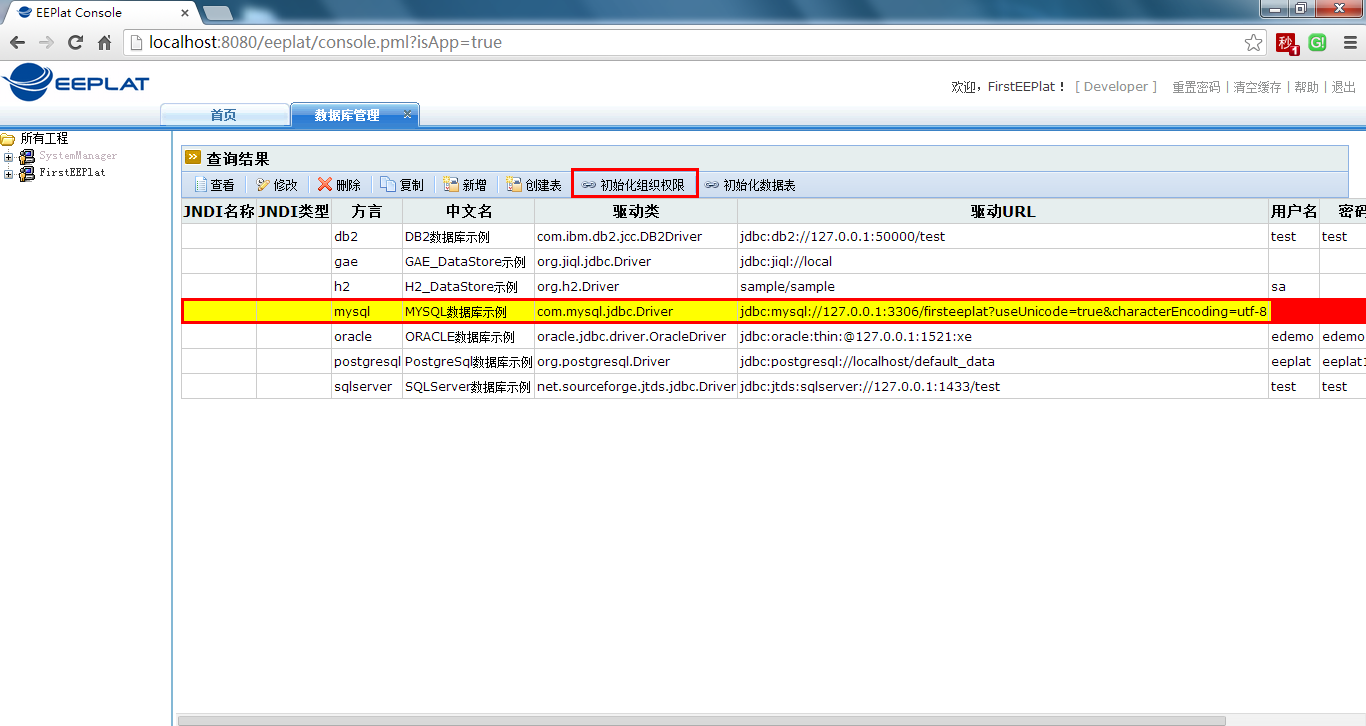 EEPlat Console
localhost:8080/eeplat/console.pml?isApp=true
秒 1 G!
EEPLAT
欢迎，FirstEEPlat！ [ Developer ] 重置密码 | 清空缓存 | 帮助 | 退出
首页 数据库管理
所有工程
SystemManager
FirstEEPlat
查询结果
查看 修改 删除 复制 新增 创建表 初始化组织权限 初始化数据表
JNDI名称 JNDI类型 方言 中文名 驱动类 驱动URL 用户名 密码
db2 DB2数据库示例 com.ibm.db2.jcc.DB2Driver jdbc:db2://127.0.0.1:50000/test test test
gae GAE_DataStore示例 org.jiql.jdbc.Driver jdbc:jiql://local
h2 H2_DataStore示例 org.h2.Driver sample/sample sa
mysql MYSQL数据库示例 com.mysql.jdbc.Driver jdbc:mysql://127.0.0.1:3306/firsteeplat?useUnicode=true&characterEncoding=utf-8
oracle ORACLE数据库示例 oracle.jdbc.driver.OracleDriver jdbc:oracle:thin:@127.0.0.1:1521:xe edemo edemo
postgresql PostgreSql数据库示例 org.postgresql.Driver jdbc:postgresql://localhost/default_data eeplat eeplat1
sqlserver SQLServer数据库示例 net.sourceforge.jtds.jdbc.Driver jdbc:jtds:sqlserver://127.0.0.1:1433/test test test